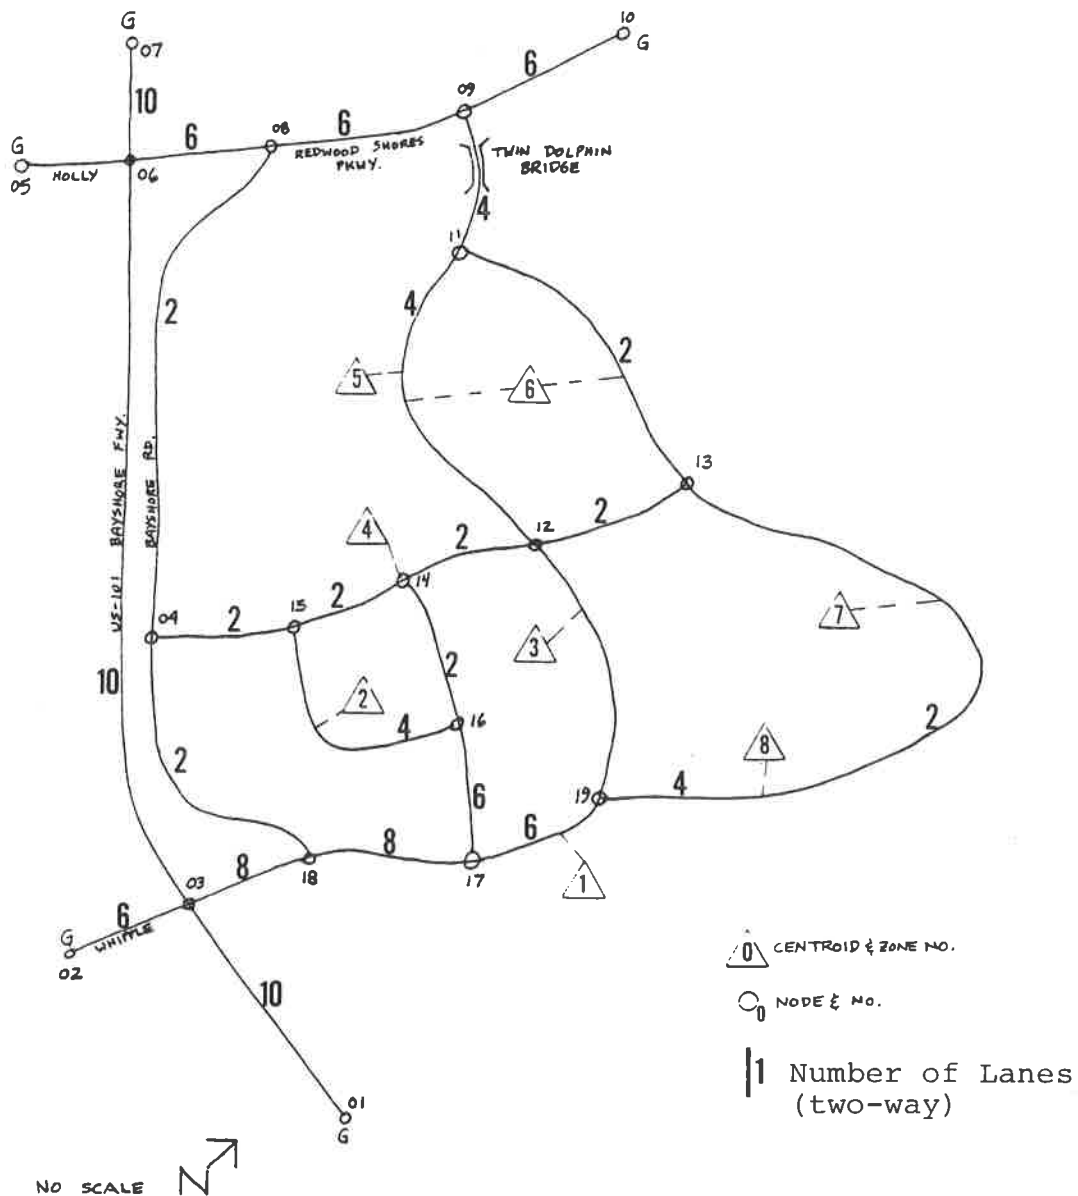 G
07
10
G
10
6
09
6
08
6
G
05
HOLLY
06
REDWOOD SHORES
PKWY.
TWIN DOLPHIN
BRIDGE
4
11
2
4
2
5
6
US-101 BAYSHORE FWY.
BAYSHORE RD.
13
4
12
2
2
14
15
2
04
2
2
3
7
10
2
16
4
2
2
8
6
19
4
2
8
6
18
17
1
03
8
6
WHIPPLE
G
02
10
01
G
0 CENTROID & ZONE NO.
0 NODE & NO.
1 Number of Lanes
(two-way)
NO SCALE
N